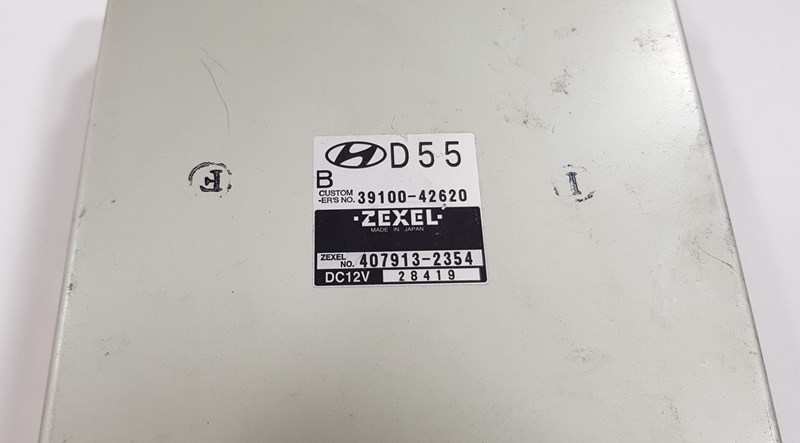 D55
B
CUSTOM
-ER'S NO. 39100-42620
·ZEXEL·
MADE IN JAPAN
ZEXEL
NO. 407913-2354
DC12V 28419
F
I